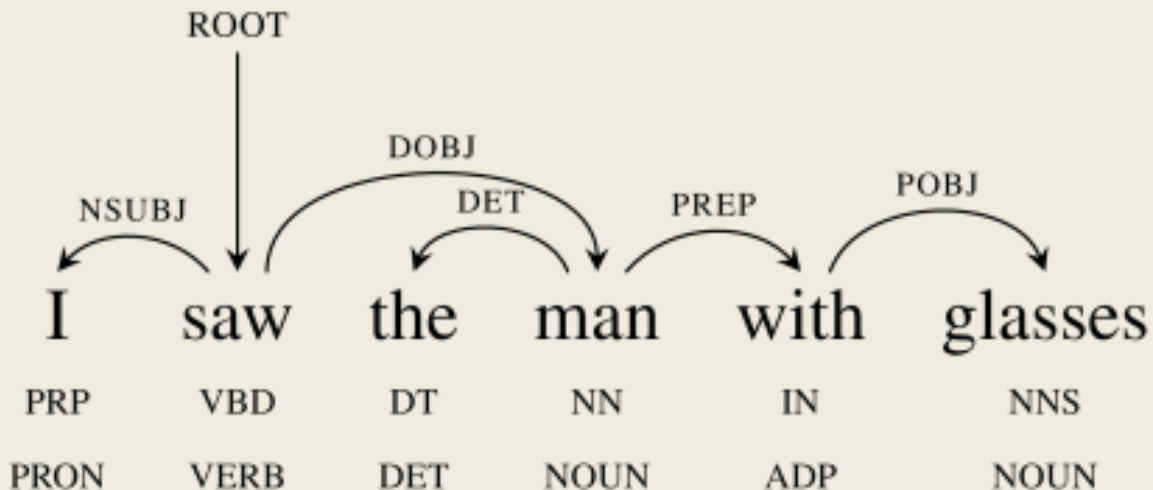 ROOT
DOBJ
POBJ
NSUBJ DET PREP
I saw the man with glasses
PRP VBD DT NN IN NNS
PRON VERB DET NOUN ADP NOUN